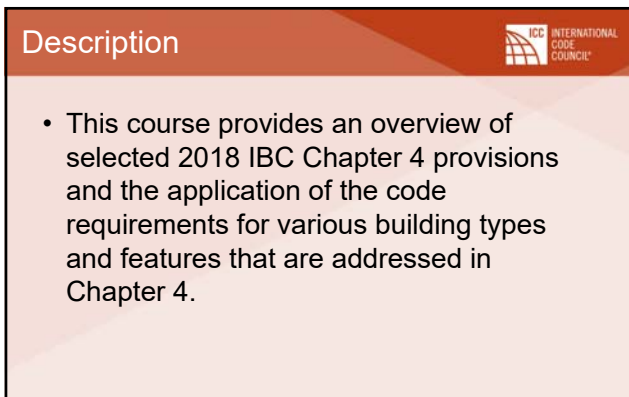 Description
ICC INTERNATIONAL
CODE
COUNCIL®
• This course provides an overview of
selected 2018 IBC Chapter 4 provisions
and the application of the code
requirements for various building types
and features that are addressed in
Chapter 4.